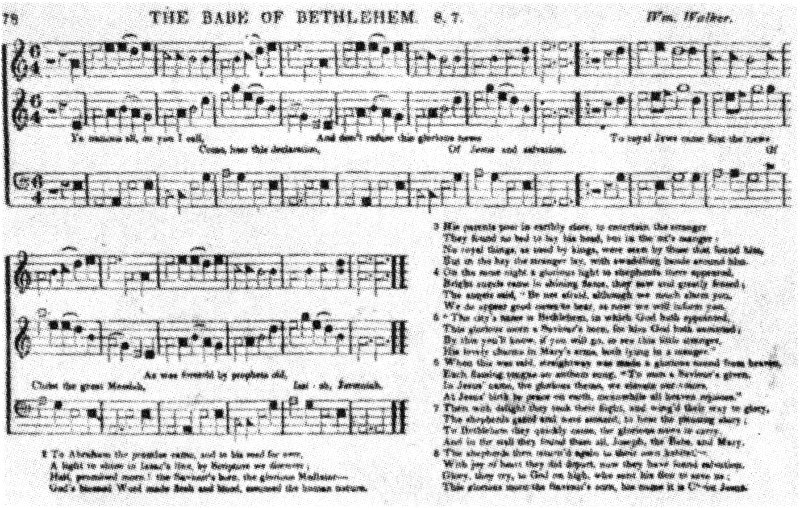 78 THE BABE OF BETHLEHEM. 8, 7. Wm. Walker.
6 4
6 4
Ye nations all, on you I call, And don't refuse this glorious news To royal Jews came first the news
Come, hear this declaration, Of Jesus and salvation. Of
6 4
As was foretold by prophets old,
Christ the great Messiah, Isai - ah, Jeremiah.
2 To Abraham the promise came, and to his seed for ever,
A light to shine in Isaac's line, by Scripture we discover;
Hail, promised morn! the Saviour's born, the glorious Mediator—
God's blessed Word made flesh and blood, assumed the human nature.
3 His parents poor in earthly store, to entertain the stranger
They found no bed to lay his head, but in the ox's manger:
No royal things, as used by kings, were seen by those that found him,
But in the hay the stranger lay, with swaddling bands around him.
4 On the same night a glorious light to shepherds there appeared,
Bright angels came in shining flame, they saw and greatly feared;
The angels said, "Be not afraid, although we much alarm you,
We do appear good news to bear, as now we will inform you.
5 "The city's name is Bethlehem, in which God hath appointed,
This glorious morn a Saviour's born, for him God hath anointed;
By this you'll know, if you will go, to see this little stranger,
His lovely charms in Mary's arms, both lying in a manger."
6 When this was said, straightway was made a glorious sound from heaven,
Each flaming tongue an anthem sung, "To men a Saviour's given,
In Jesus' name, the glorious theme, we elevate our voices,
At Jesus' birth be peace on earth, meanwhile all heaven rejoices."
7 Then with delight they took their flight, and wing'd their way to glory,
The shepherds gazed and were amazed, to hear the pleasing story;
To Bethlehem they quickly came, the glorious news to carry,
And in the stall they found them all, Joseph, the Babe, and Mary.
8 The shepherds then return'd again to their own habitation,
With joy of heart they did depart, now they have found salvation.
Glory, they cry, to God on high, who sent his Son to save us;
This glorious morn the Saviour's born, his name it is Christ Jesus.